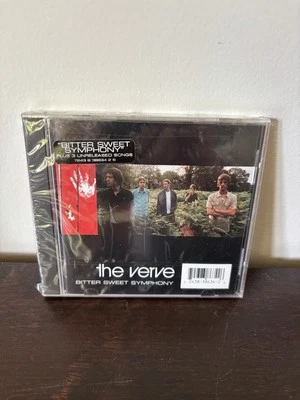 "BITTER SWEET
SYMPHONY"
PLUS 3 UNRELEASED SONGS
the verve
BITTER SWEET SYMPHONY